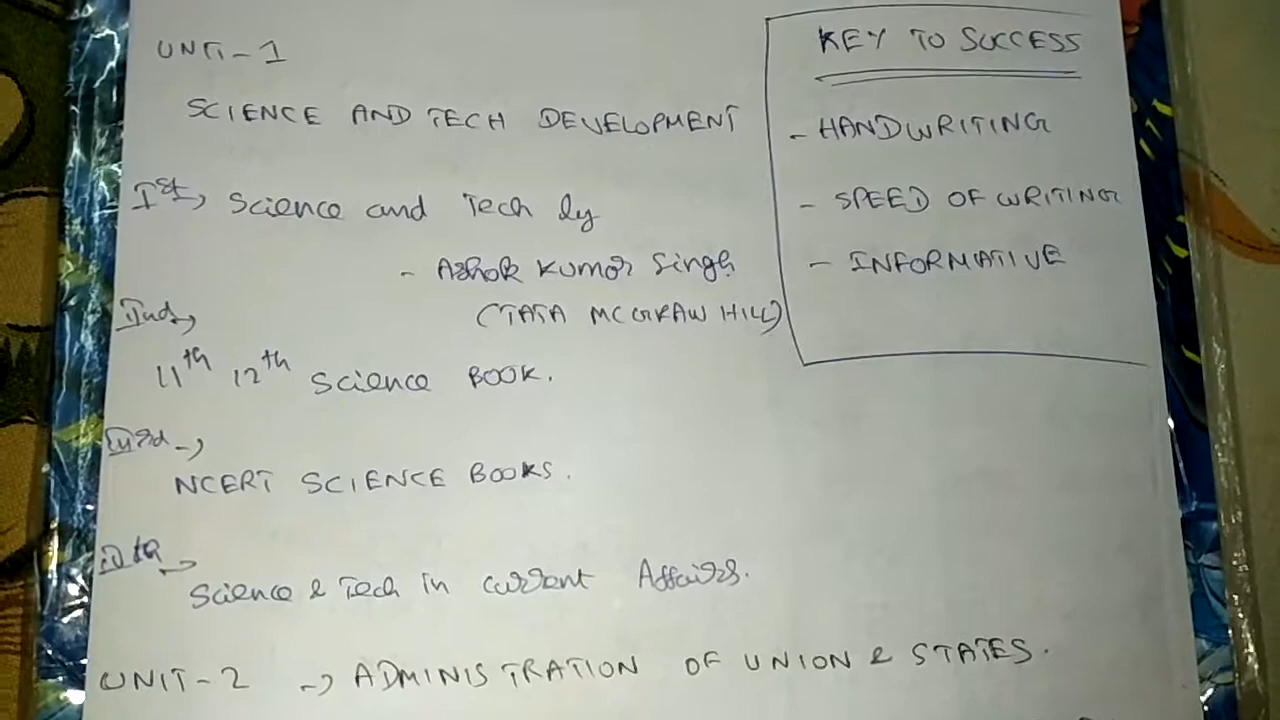 UNIT-1
SCIENCE AND TECH DEVELOPMENT
Ist → Science and Tech by
- Ashok Kumar Singh
(TATA MCGRAW HILL)
IInd →
11th 12th Science BOOK.
IIIrd →
NCERT SCIENCE BOOKS.
IVth →
Science & Tech in current Affairs.
UNIT-2 → ADMINISTRATION OF UNION & STATES.
KEY TO SUCCESS
- HANDWRITING
- SPEED OF WRITING
- INFORMATIVE